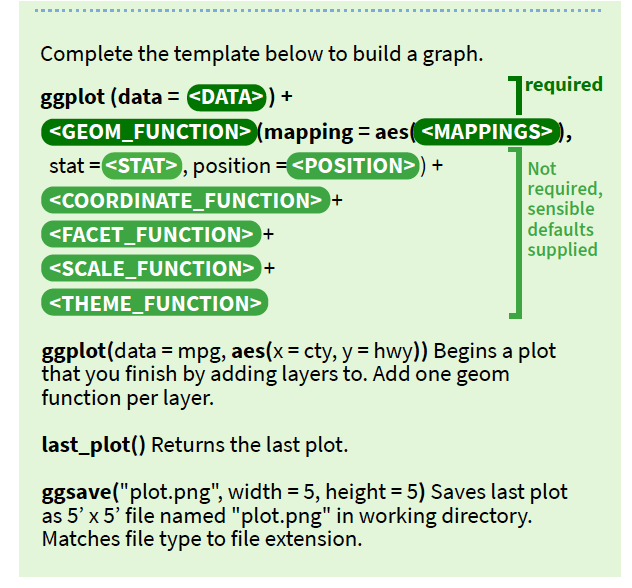 Complete the template below to build a graph.
ggplot (data = <DATA>) +
<GEOM_FUNCTION>(mapping = aes(<MAPPINGS>),
stat = <STAT>, position = <POSITION>) +
<COORDINATE_FUNCTION> +
<FACET_FUNCTION> +
<SCALE_FUNCTION> +
<THEME_FUNCTION>
required
Not
required,
sensible
defaults
supplied
ggplot(data = mpg, aes(x = cty, y = hwy)) Begins a plot
that you finish by adding layers to. Add one geom
function per layer.
last_plot() Returns the last plot.
ggsave("plot.png", width = 5, height = 5) Saves last plot
as 5’ x 5’ file named "plot.png" in working directory.
Matches file type to file extension.